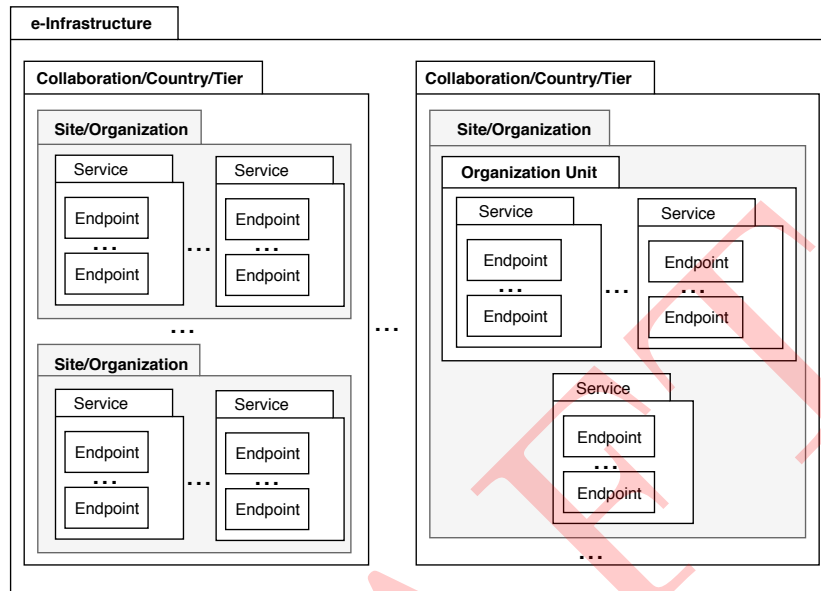 e-Infrastructure
Collaboration/Country/Tier
Site/Organization
Service
Endpoint
...
Endpoint
...
Service
Endpoint
...
Endpoint
...
Site/Organization
Service
Endpoint
...
Endpoint
...
Service
Endpoint
...
Endpoint
...
Collaboration/Country/Tier
Site/Organization
Organization Unit
Service
Endpoint
...
Endpoint
...
Service
Endpoint
...
Endpoint
Service
Endpoint
...
Endpoint
...